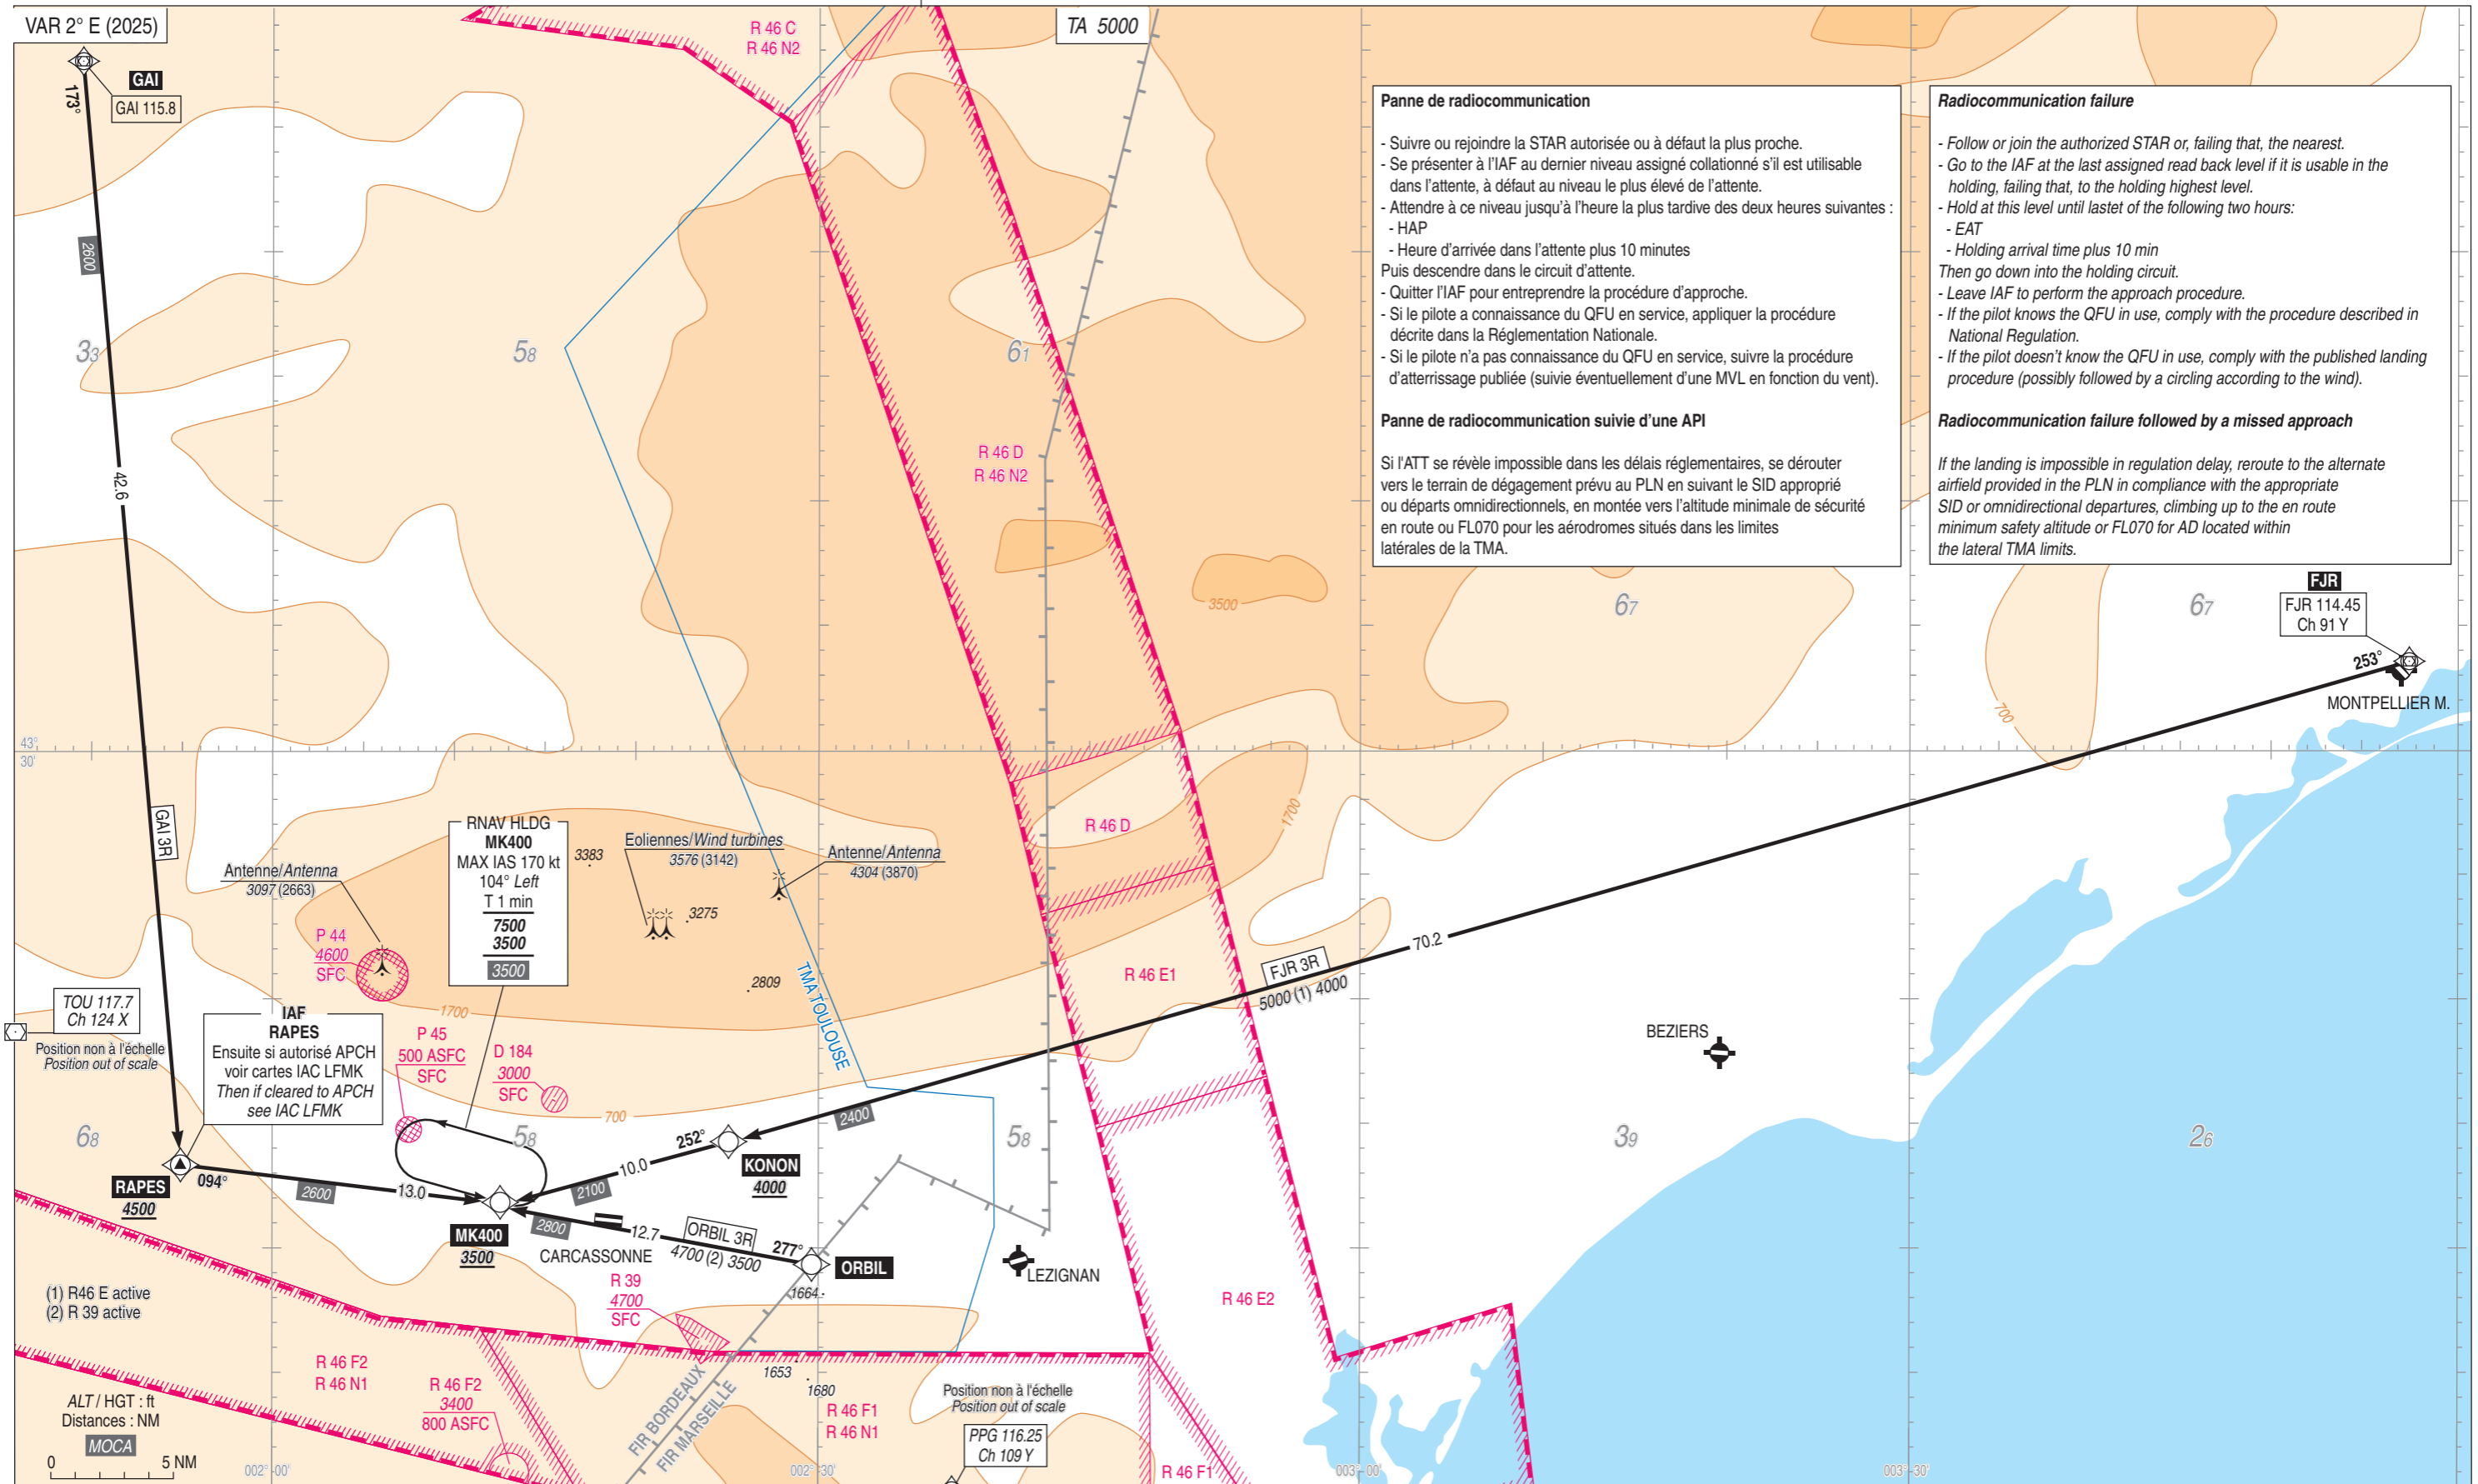 VAR 2° E (2025)
GAI
GAI 115.8
173°
2600
42.6
GAI 3R
33
58
61
R 46 C
R 46 N2
TA 5000
R 46 D
R 46 N2
Panne de radiocommunication
- Suivre ou rejoindre la STAR autorisée ou à défaut la plus proche.
- Se présenter à l'IAF au dernier niveau assigné collationné s'il est utilisable
dans l'attente, à défaut au niveau le plus élevé de l'attente.
- Attendre à ce niveau jusqu'à l'heure la plus tardive des deux heures suivantes :
- HAP
- Heure d'arrivée dans l'attente plus 10 minutes
Puis descendre dans le circuit d'attente.
- Quitter l'IAF pour entreprendre la procédure d'approche.
- Si le pilote a connaissance du QFU en service, appliquer la procédure
décrite dans la Réglementation Nationale.
- Si le pilote n'a pas connaissance du QFU en service, suivre la procédure
d'atterrissage publiée (suivie éventuellement d'une MVL en fonction du vent).
Panne de radiocommunication suivie d'une API
Si l'ATT se révèle impossible dans les délais réglementaires, se dérouter
vers le terrain de dégagement prévu au PLN en suivant le SID approprié
ou départs omnidirectionnels, en montée vers l'altitude minimale de sécurité
en route ou FL070 pour les aérodromes situés dans les limites
latérales de la TMA.
Radiocommunication failure
- Follow or join the authorized STAR or, failing that, the nearest.
- Go to the IAF at the last assigned read back level if it is usable in the
holding, failing that, to the holding highest level.
- Hold at this level until lastet of the following two hours:
- EAT
- Holding arrival time plus 10 min
Then go down into the holding circuit.
- Leave IAF to perform the approach procedure.
- If the pilot knows the QFU in use, comply with the procedure described in
National Regulation.
- If the pilot doesn't know the QFU in use, comply with the published landing
procedure (possibly followed by a circling according to the wind).
Radiocommunication failure followed by a missed approach
If the landing is impossible in regulation delay, reroute to the alternate
airfield provided in the PLN in compliance with the appropriate
SID or omnidirectional departures, climbing up to the en route
minimum safety altitude or FL070 for AD located within
the lateral TMA limits.
3500
67
67
FJR
FJR 114.45
Ch 91 Y
253°
MONTPELLIER M.
700
43°
30'
R 46 D
1700
RNAV HLDG
MK400
MAX IAS 170 kt
104° Left
T 1 min
7500
3500
3500
3383
Eoliennes/Wind turbines
3576 (3142)
Antenne/Antenna
4304 (3870)
Antenne/Antenna
3097 (2663)
3275
2809
P 44
4600
SFC
1700
TMA TOULOUSE
R 46 E1
FJR 3R
5000 (1) 4000
70.2
BEZIERS
TOU 117.7
Ch 124 X
Position non à l'échelle
Position out of scale
IAF
RAPES
Ensuite si autorisé APCH
voir cartes IAC LFMK
Then if cleared to APCH
see IAC LFMK
P 45
500 ASFC
SFC
D 184
3000
SFC
700
68
58
58
39
26
2400
252°
KONON
4000
10.0
2100
RAPES
4500
094°
2600
13.0
MK400
3500
2800
12.7
CARCASSONNE
ORBIL 3R
4700 (2) 3500
277°
ORBIL
LEZIGNAN
1664
R 39
4700
SFC
R 46 E2
(1) R46 E active
(2) R 39 active
R 46 F2
R 46 N1
R 46 F2
3400
800 ASFC
1653
1680
FIR BORDEAUX
FIR MARSEILLE
R 46 F1
R 46 N1
Position non à l'échelle
Position out of scale
PPG 116.25
Ch 109 Y
R 46 F1
ALT / HGT : ft
Distances : NM
MOCA
0 5 NM
002° 00'
002° 30'
003° 00'
003° 30'